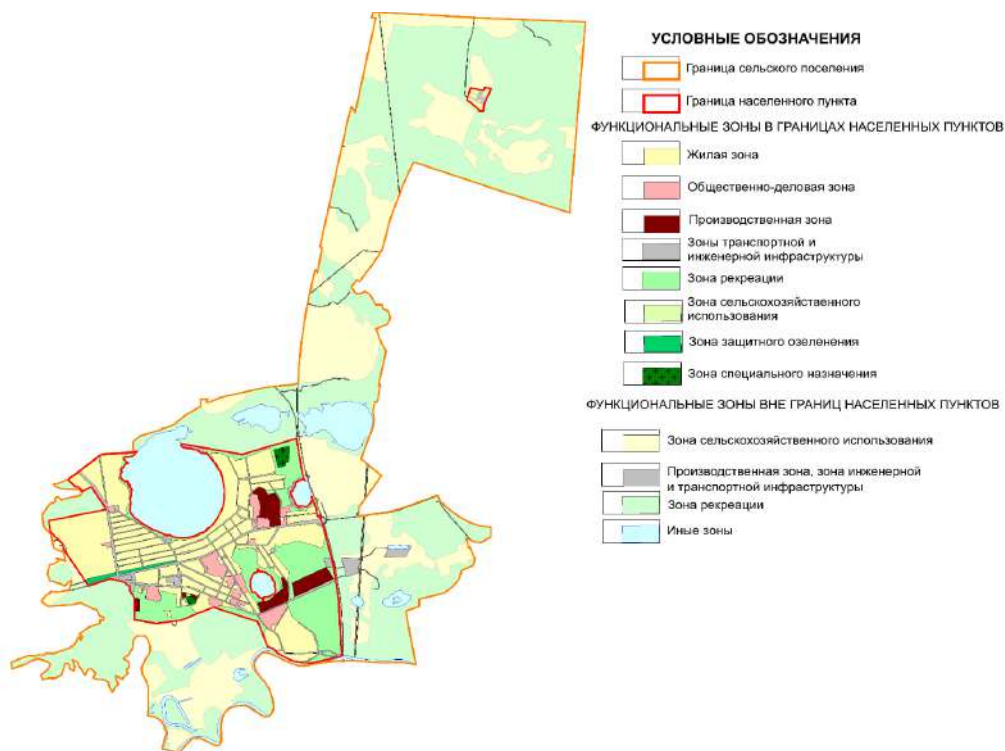 УСЛОВНЫЕ ОБОЗНАЧЕНИЯ
Граница сельского поселения
Граница населенного пункта
ФУНКЦИОНАЛЬНЫЕ ЗОНЫ В ГРАНИЦАХ НАСЕЛЕННЫХ ПУНКТОВ
Жилая зона
Общественно-деловая зона
Производственная зона
Зоны транспортной и
инженерной инфраструктуры
Зона рекреации
Зона сельскохозяйственного
использования
Зона защитного озеленения
Зона специального назначения
ФУНКЦИОНАЛЬНЫЕ ЗОНЫ ВНЕ ГРАНИЦ НАСЕЛЕННЫХ ПУНКТОВ
Зона сельскохозяйственного использования
Производственная зона, зона инженерной
и транспортной инфраструктуры
Зона рекреации
Иные зоны